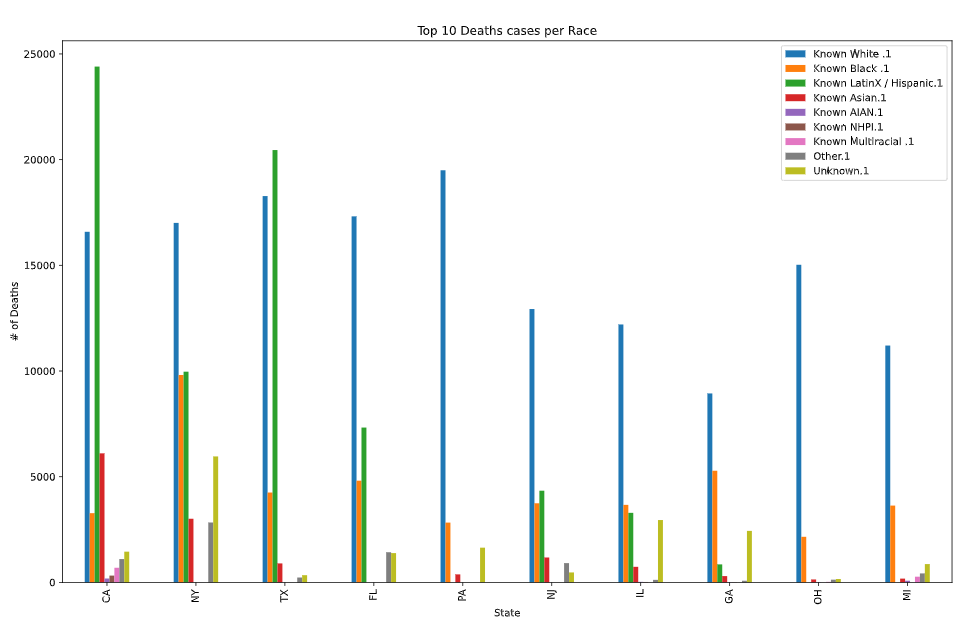 Top 10 Deaths cases per Race
25000
20000
15000
10000
5000
0
# of Deaths
Known White .1
Known Black .1
Known LatinX / Hispanic.1
Known Asian.1
Known AIAN.1
Known NHPI.1
Known Multiracial .1
Other.1
Unknown.1
CA
NY
TX
FL
PA
NJ
IL
GA
OH
MI
State